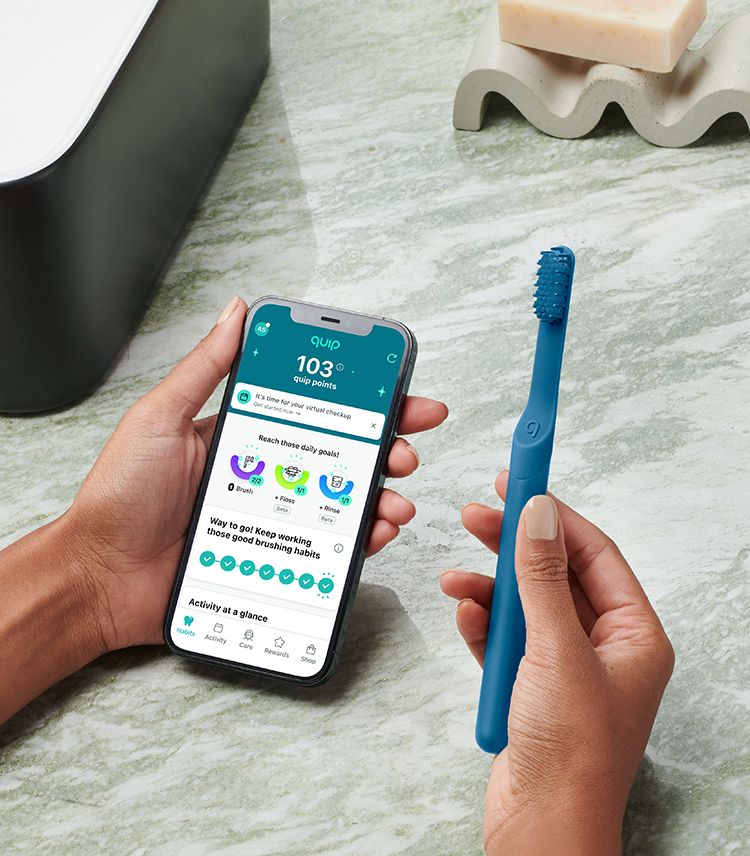 AS
quip
103
quip points
It's time for your virtual checkup
Get started now →
Reach those daily goals!
2/2
1/1
1/1
Brush
+ Floss
+ Rinse
Beta
Beta
Way to go! Keep working
those good brushing habits
Activity at a glance
Habits
Activity
Care
Rewards
Shop